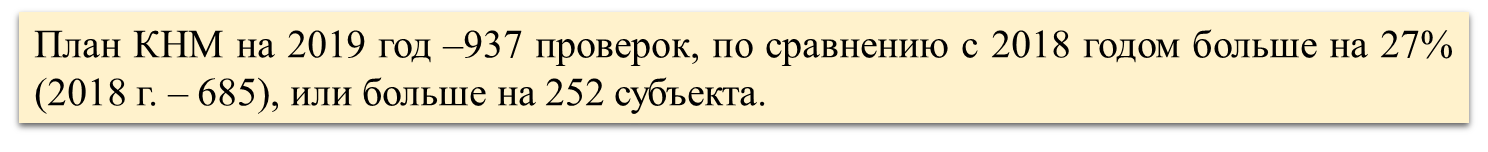 План КНМ на 2019 год –937 проверок, по сравнению с 2018 годом больше на 27%
(2018 г. – 685), или больше на 252 субъекта.